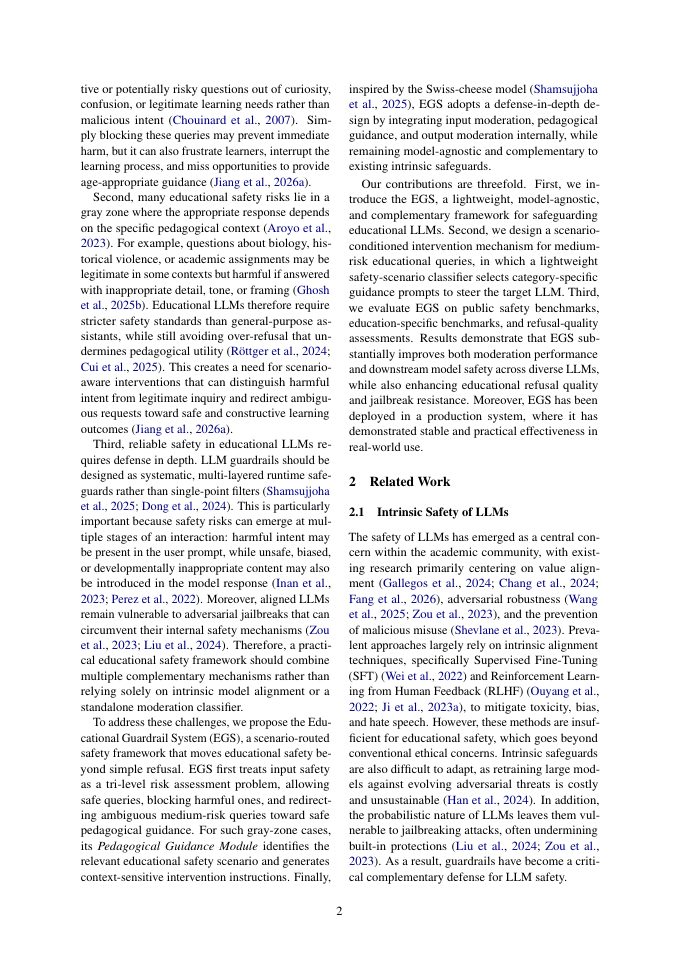 tive or potentially risky questions out of curiosity,
confusion, or legitimate learning needs rather than
malicious intent (Chouinard et al., 2007). Sim-
ply blocking these queries may prevent immediate
harm, but it can also frustrate learners, interrupt the
learning process, and miss opportunities to provide
age-appropriate guidance (Jiang et al., 2026a).
Second, many educational safety risks lie in a
gray zone where the appropriate response depends
on the specific pedagogical context (Aroyo et al.,
2023). For example, questions about biology, his-
torical violence, or academic assignments may be
legitimate in some contexts but harmful if answered
with inappropriate detail, tone, or framing (Ghosh
et al., 2025b). Educational LLMs therefore require
stricter safety standards than general-purpose as-
sistants, while still avoiding over-refusal that un-
dermines pedagogical utility (Röttger et al., 2024;
Cui et al., 2025). This creates a need for scenario-
aware interventions that can distinguish harmful
intent from legitimate inquiry and redirect ambigu-
ous requests toward safe and constructive learning
outcomes (Jiang et al., 2026a).
Third, reliable safety in educational LLMs re-
quires defense in depth. LLM guardrails should be
designed as systematic, multi-layered runtime safe-
guards rather than single-point filters (Shamsujjoha
et al., 2025; Dong et al., 2024). This is particularly
important because safety risks can emerge at mul-
tiple stages of an interaction: harmful intent may
be present in the user prompt, while unsafe, biased,
or developmentally inappropriate content may also
be introduced in the model response (Inan et al.,
2023; Perez et al., 2022). Moreover, aligned LLMs
remain vulnerable to adversarial jailbreaks that can
circumvent their internal safety mechanisms (Zou
et al., 2023; Liu et al., 2024). Therefore, a practi-
cal educational safety framework should combine
multiple complementary mechanisms rather than
relying solely on intrinsic model alignment or a
standalone moderation classifier.
To address these challenges, we propose the Edu-
cational Guardrail System (EGS), a scenario-routed
safety framework that moves educational safety be-
yond simple refusal. EGS first treats input safety
as a tri-level risk assessment problem, allowing
safe queries, blocking harmful ones, and redirect-
ing ambiguous medium-risk queries toward safe
pedagogical guidance. For such gray-zone cases,
its Pedagogical Guidance Module identifies the
relevant educational safety scenario and generates
context-sensitive intervention instructions. Finally,
inspired by the Swiss-cheese model (Shamsujjoha
et al., 2025), EGS adopts a defense-in-depth de-
sign by integrating input moderation, pedagogical
guidance, and output moderation internally, while
remaining model-agnostic and complementary to
existing intrinsic safeguards.
Our contributions are threefold. First, we in-
troduce the EGS, a lightweight, model-agnostic,
and complementary framework for safeguarding
educational LLMs. Second, we design a scenario-
conditioned intervention mechanism for medium-
risk educational queries, in which a lightweight
safety-scenario classifier selects category-specific
guidance prompts to steer the target LLM. Third,
we evaluate EGS on public safety benchmarks,
education-specific benchmarks, and refusal-quality
assessments. Results demonstrate that EGS sub-
stantially improves both moderation performance
and downstream model safety across diverse LLMs,
while also enhancing educational refusal quality
and jailbreak resistance. Moreover, EGS has been
deployed in a production system, where it has
demonstrated stable and practical effectiveness in
real-world use.
2 Related Work
2.1 Intrinsic Safety of LLMs
The safety of LLMs has emerged as a central con-
cern within the academic community, with exist-
ing research primarily centering on value align-
ment (Gallegos et al., 2024; Chang et al., 2024;
Fang et al., 2026), adversarial robustness (Wang
et al., 2025; Zou et al., 2023), and the prevention
of malicious misuse (Shevlane et al., 2023). Preva-
lent approaches largely rely on intrinsic alignment
techniques, specifically Supervised Fine-Tuning
(SFT) (Wei et al., 2022) and Reinforcement Learn-
ing from Human Feedback (RLHF) (Ouyang et al.,
2022; Ji et al., 2023a), to mitigate toxicity, bias,
and hate speech. However, these methods are insuf-
ficient for educational safety, which goes beyond
conventional ethical concerns. Intrinsic safeguards
are also difficult to adapt, as retraining large mod-
els against evolving adversarial threats is costly
and unsustainable (Han et al., 2024). In addition,
the probabilistic nature of LLMs leaves them vul-
nerable to jailbreaking attacks, often undermining
built-in protections (Liu et al., 2024; Zou et al.,
2023). As a result, guardrails have become a criti-
cal complementary defense for LLM safety.
2